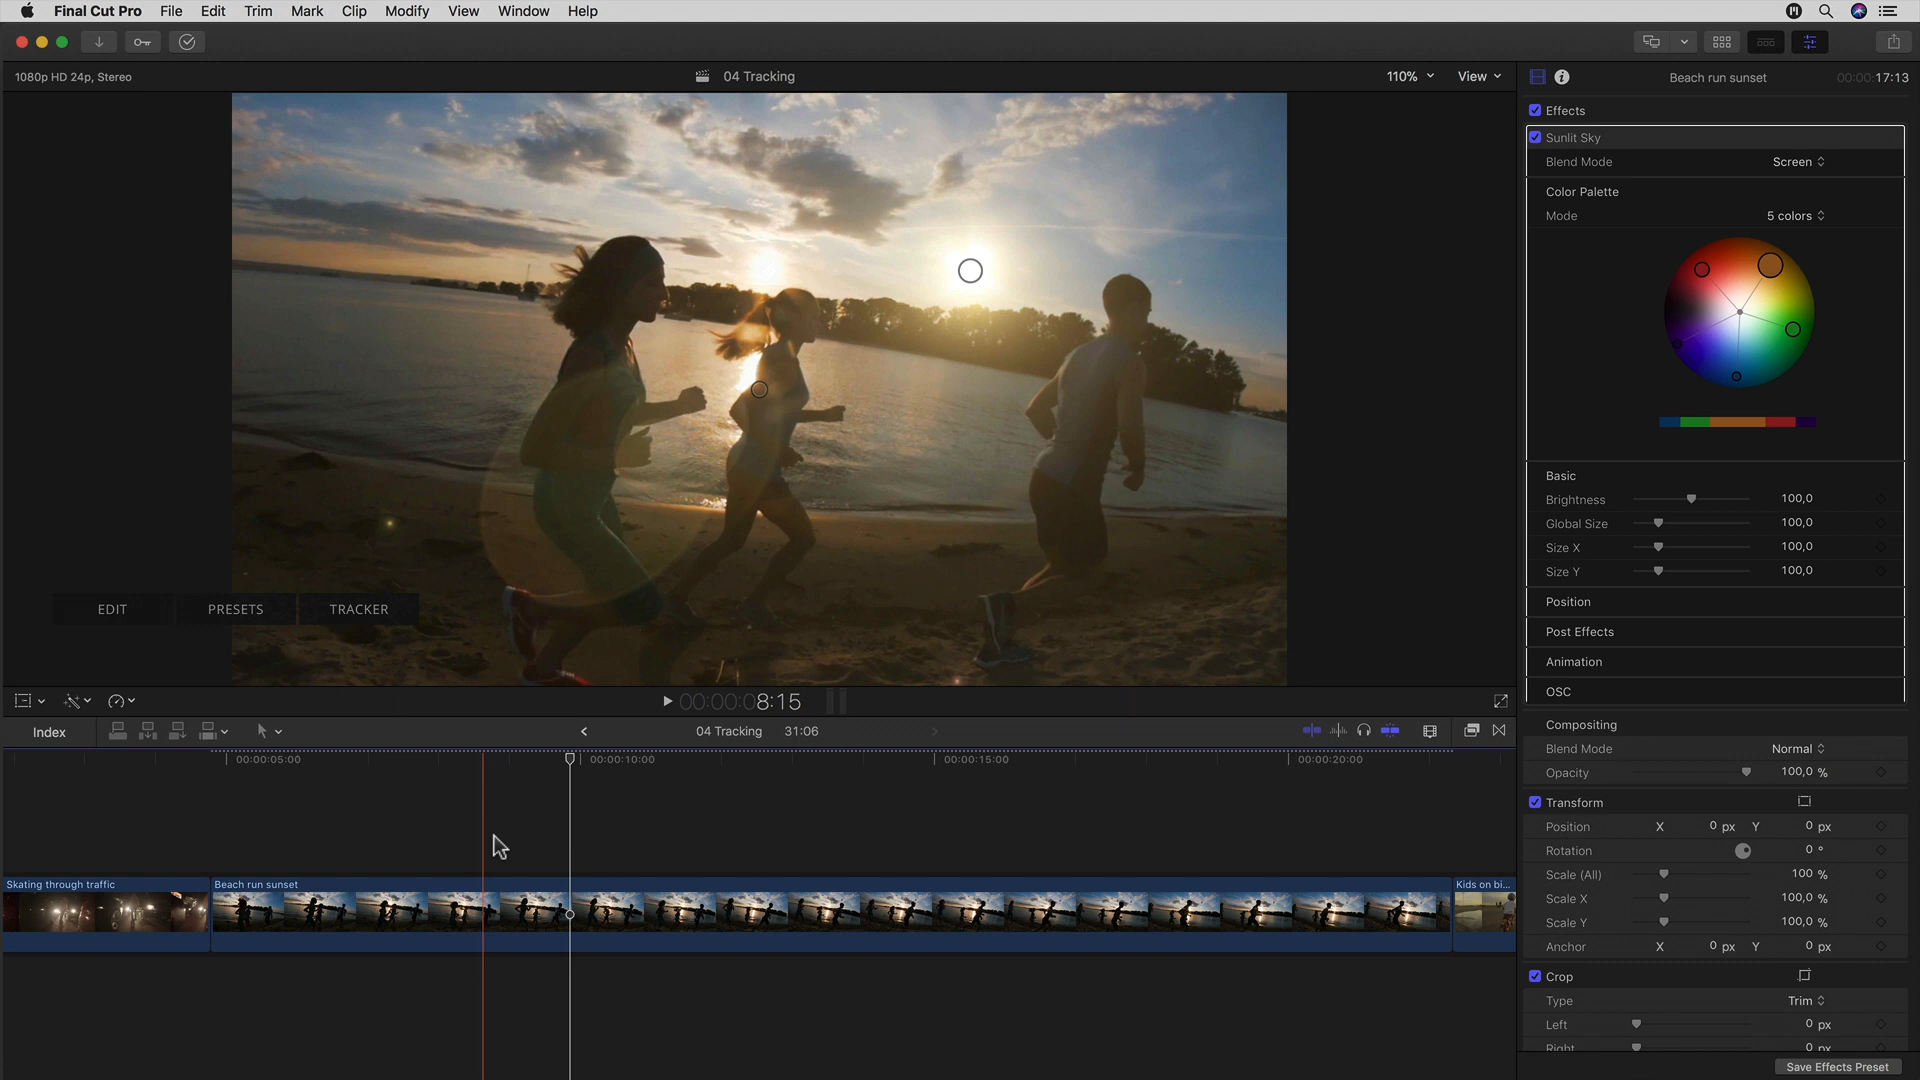 Final Cut Pro File Edit Trim Mark Clip Modify View Window Help
1080p HD 24p, Stereo
04 Tracking
110%
View
Beach run sunset
00:00:00:17:13
Effects
Sunlit Sky
Blend Mode Screen
Color Palette
Mode 5 colors
Basic
Brightness 100,0
Global Size 100,0
Size X 100,0
Size Y 100,0
Position
Post Effects
Animation
OSC
EDIT PRESETS TRACKER
00:00:08:15
Index
04 Tracking 31:06
00:00:05:00 00:00:10:00 00:00:15:00 00:00:20:00
Skating through traffic
Beach run sunset
Kids on bi...
Compositing
Blend Mode Normal
Opacity 100,0 %
Transform
Position X 0 px Y 0 px
Rotation 0 °
Scale (All) 100 %
Scale X 100,0 %
Scale Y 100,0 %
Anchor X 0 px Y 0 px
Crop
Type Trim
Left 0 px
Right 0 px
Save Effects Preset